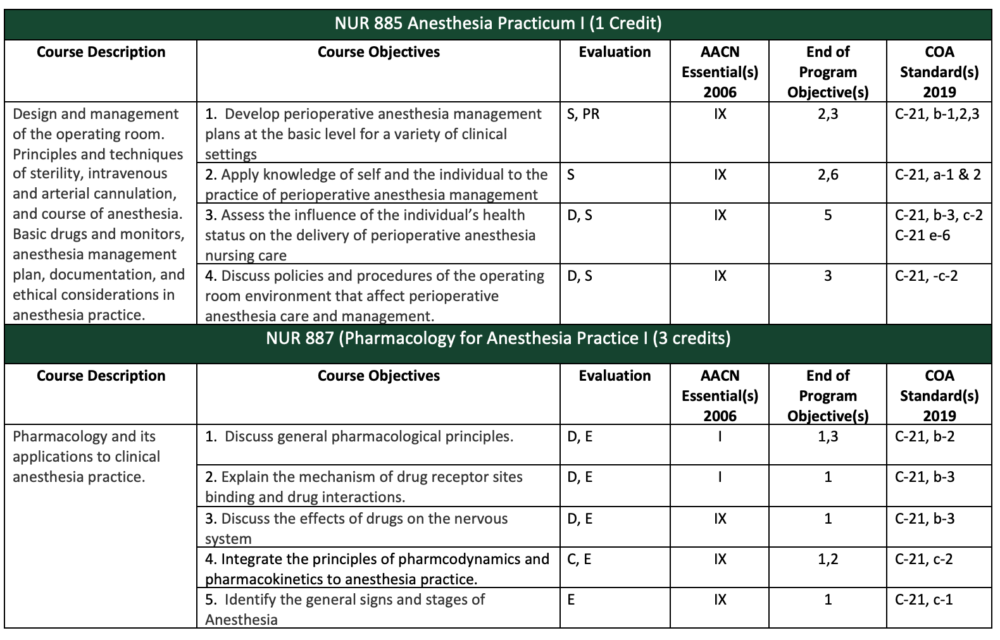 NUR 885 Anesthesia Practicum I (1 Credit)
Course Description
Course Objectives
Evaluation
AACN
Essential(s)
2006
End of
Program
Objective(s)
COA
Standard(s)
2019
Design and management
of the operating room.
Principles and techniques
of sterility, intravenous
and arterial cannulation,
and course of anesthesia.
Basic drugs and monitors,
anesthesia management
plan, documentation, and
ethical considerations in
anesthesia practice.
1. Develop perioperative anesthesia management
plans at the basic level for a variety of clinical
settings
S, PR
IX
2,3
C-21, b-1,2,3
2. Apply knowledge of self and the individual to the
practice of perioperative anesthesia management
S
IX
2,6
C-21, a-1 & 2
3. Assess the influence of the individual’s health
status on the delivery of perioperative anesthesia
nursing care
D, S
IX
5
C-21, b-3, c-2
C-21 e-6
4. Discuss policies and procedures of the operating
room environment that affect perioperative
anesthesia care and management.
D, S
IX
3
C-21, -c-2
NUR 887 (Pharmacology for Anesthesia Practice I (3 credits)
Course Description
Course Objectives
Evaluation
AACN
Essential(s)
2006
End of
Program
Objective(s)
COA
Standard(s)
2019
Pharmacology and its
applications to clinical
anesthesia practice.
1. Discuss general pharmacological principles.
D, E
I
1,3
C-21, b-2
2. Explain the mechanism of drug receptor sites
binding and drug interactions.
D, E
I
1
C-21, b-3
3. Discuss the effects of drugs on the nervous
system
D, E
IX
1
C-21, b-3
4. Integrate the principles of pharmcodynamics and
pharmacokinetics to anesthesia practice.
C, E
IX
1,2
C-21, c-2
5. Identify the general signs and stages of
Anesthesia
E
IX
1
C-21, c-1